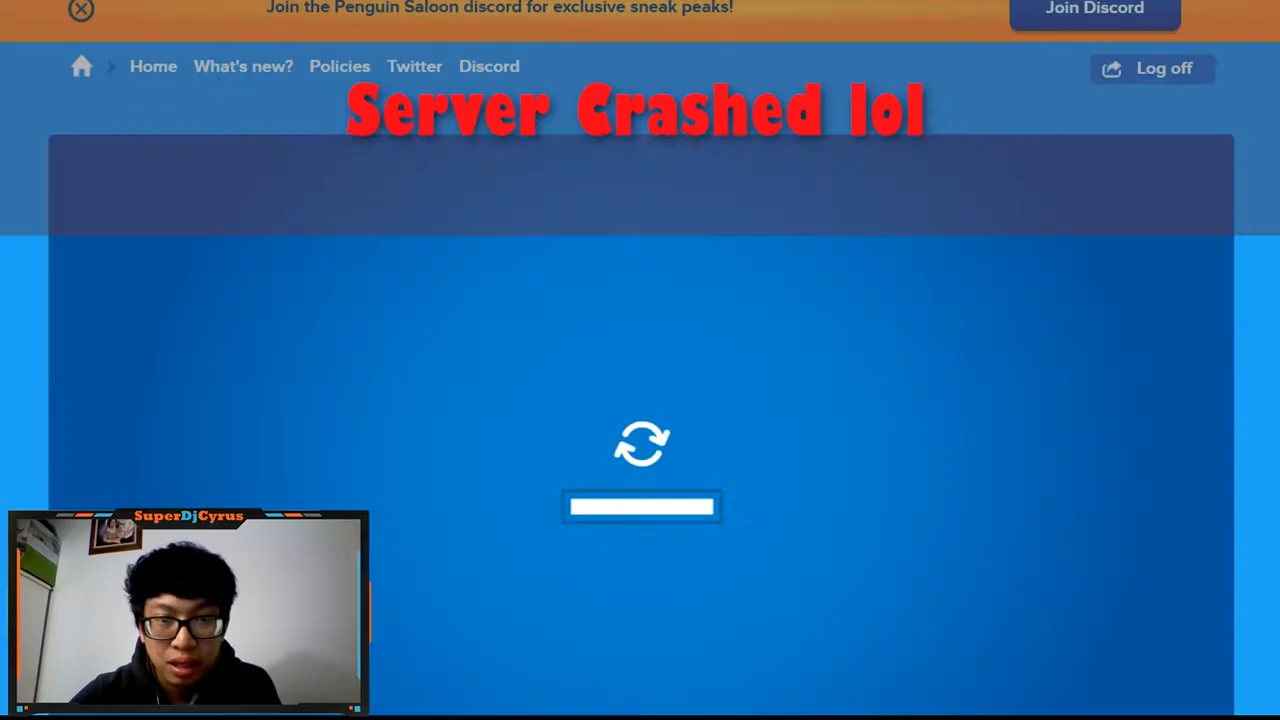 Join the Penguin Saloon discord for exclusive sneak peaks!
Join Discord
Home What's new? Policies Twitter Discord
Log off
Server Crashed lol
SuperDjCyrus